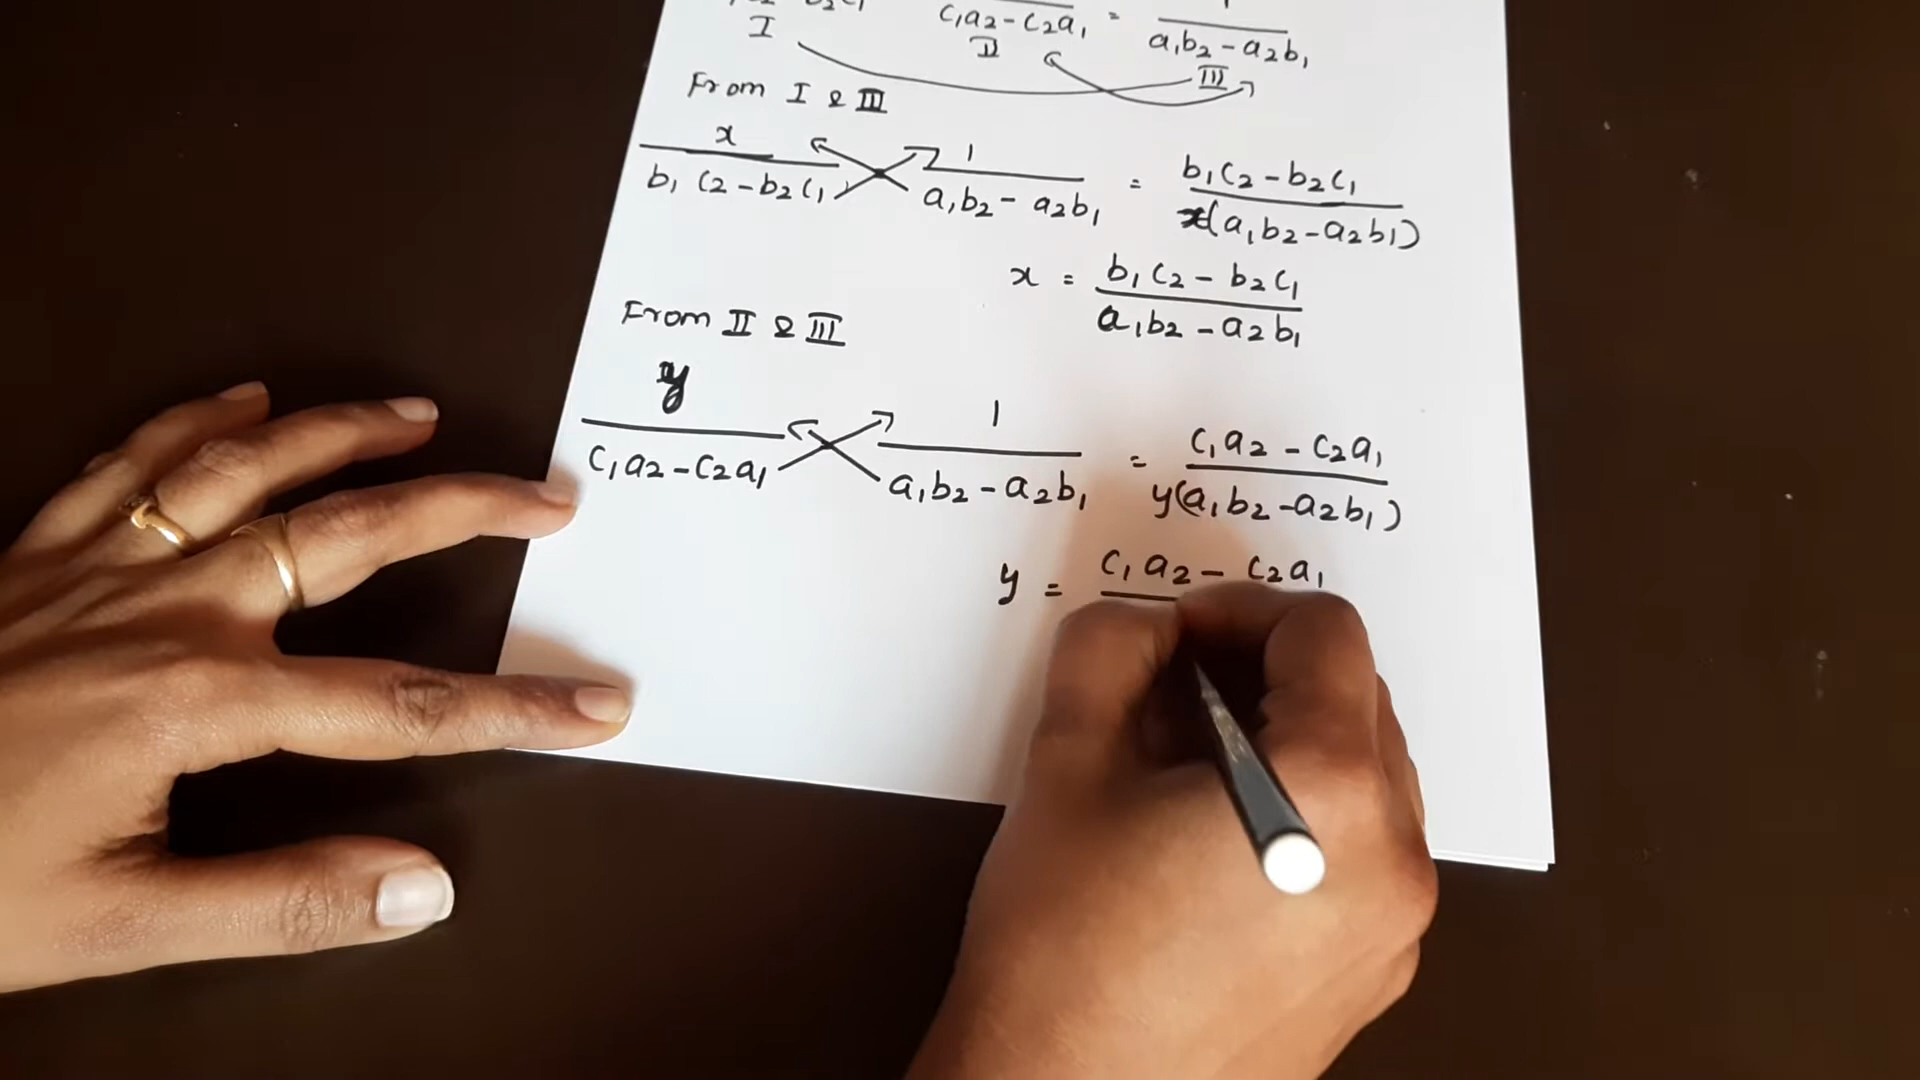 c₁a₂-c₂a₁ = 1/(a₁b₂-a₂b₁)
I II III
From I & III
x/(b₁c₂-b₂c₁) 1/(a₁b₂-a₂b₁) = (b₁c₂-b₂c₁)/(x(a₁b₂-a₂b₁))
x = (b₁c₂-b₂c₁)/(a₁b₂-a₂b₁)
From II & III
y/(c₁a₂-c₂a₁) 1/(a₁b₂-a₂b₁) = (c₁a₂-c₂a₁)/(y(a₁b₂-a₂b₁))
y = c₁a₂-c₂a₁